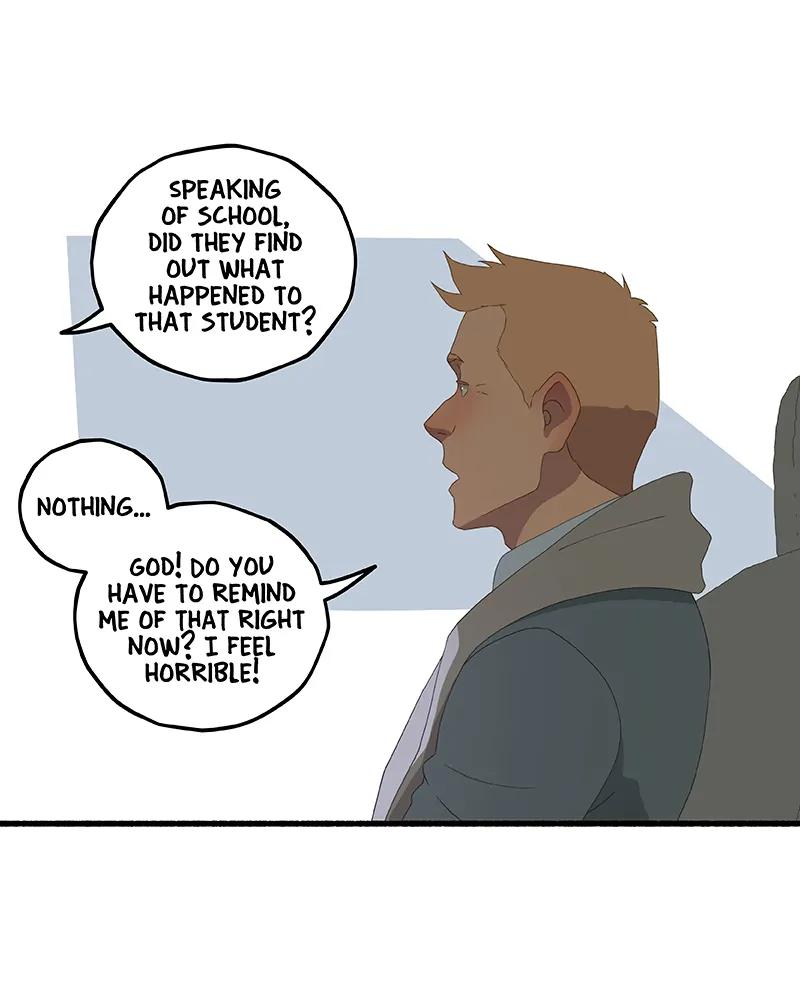 SPEAKING
OF SCHOOL,
DID THEY FIND
OUT WHAT
HAPPENED TO
THAT STUDENT?
NOTHING...
GOD! DO YOU
HAVE TO REMIND
ME OF THAT RIGHT
NOW? I FEEL
HORRIBLE!